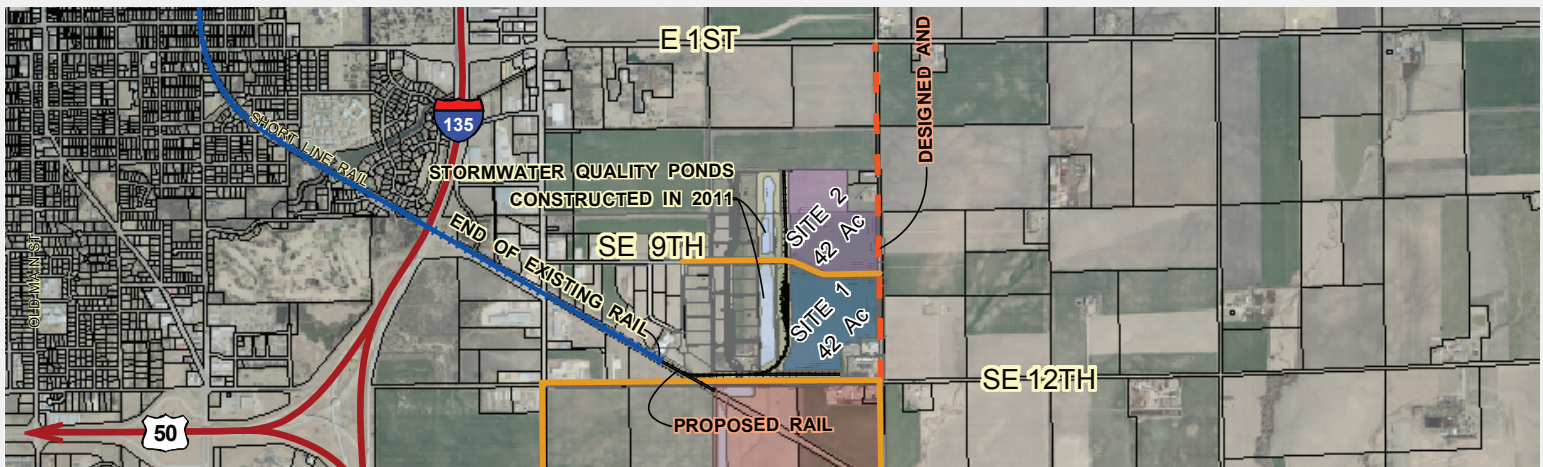 E 1ST
DESIGNED AND
135
SHORT LINE RAIL
STORMWATER QUALITY PONDS
CONSTRUCTED IN 2011
SITE 2
42 Ac
END OF EXISTING RAIL
SE 9TH
OLD MAIN ST
SITE 1
42 Ac
SE 12TH
PROPOSED RAIL
50